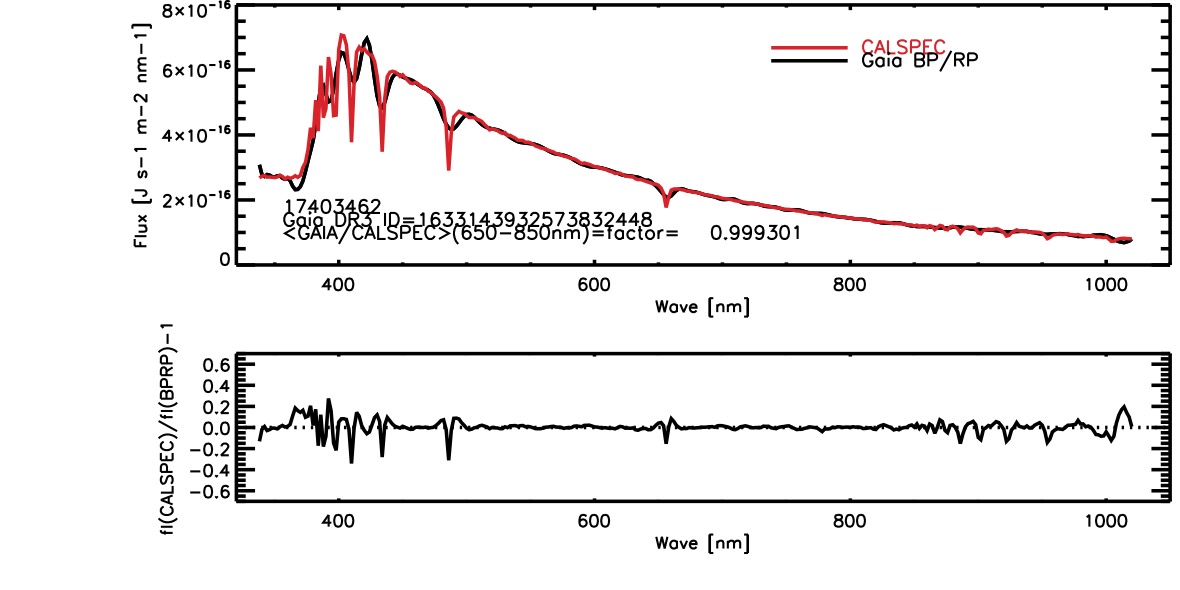 8×10−16
6×10−16
4×10−16
2×10−16
0
Flux [J s−1 m−2 nm−1]
CALSPEC
Gaia BP/RP
17403462
Gaia DR3 ID=1633143932573832448
<GAIA/CALSPEC>(650−850nm)=factor= 0.999301
400 600 800 1000
Wave [nm]
fl(CALSPEC)/fl(BPRP)−1
0.6
0.4
0.2
0.0
−0.2
−0.4
−0.6
400 600 800 1000
Wave [nm]